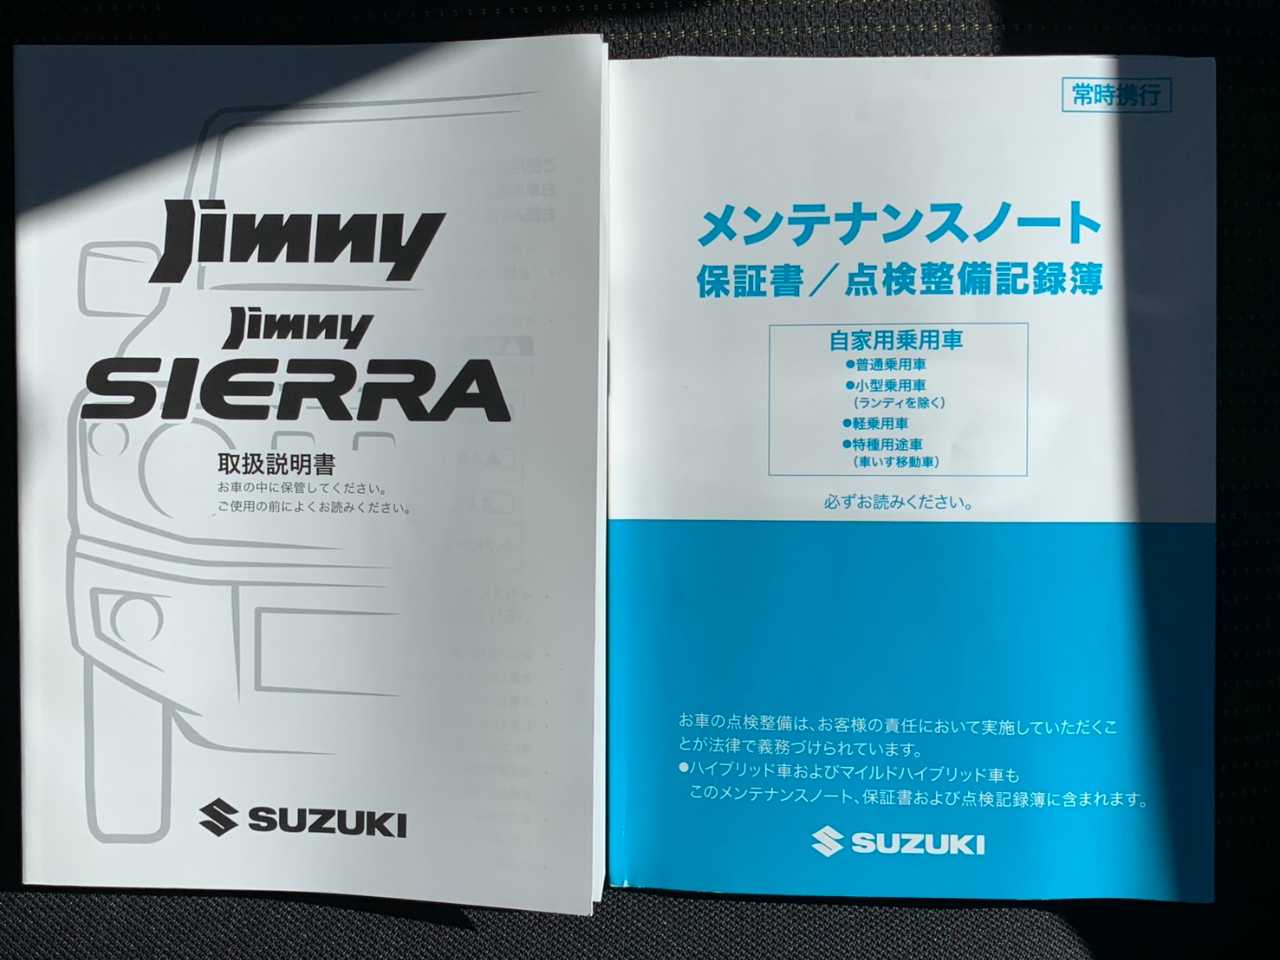 Jimny
Jimny
SIERRA
取扱説明書
お車の中に保管してください。
ご使用の前によくお読みください。
SUZUKI
常時携行
メンテナンスノート
保証書／点検整備記録簿
自家用乗用車
●普通乗用車
●小型乗用車
（ランディを除く）
●軽乗用車
●特種用途車
（車いす移動車）
必ずお読みください。
お車の点検整備は、お客様の責任において実施していただくこ
とが法律で義務づけられています。
●ハイブリッド車およびマイルドハイブリッド車も
このメンテナンスノート、保証書および点検記録簿に含まれます。
SUZUKI